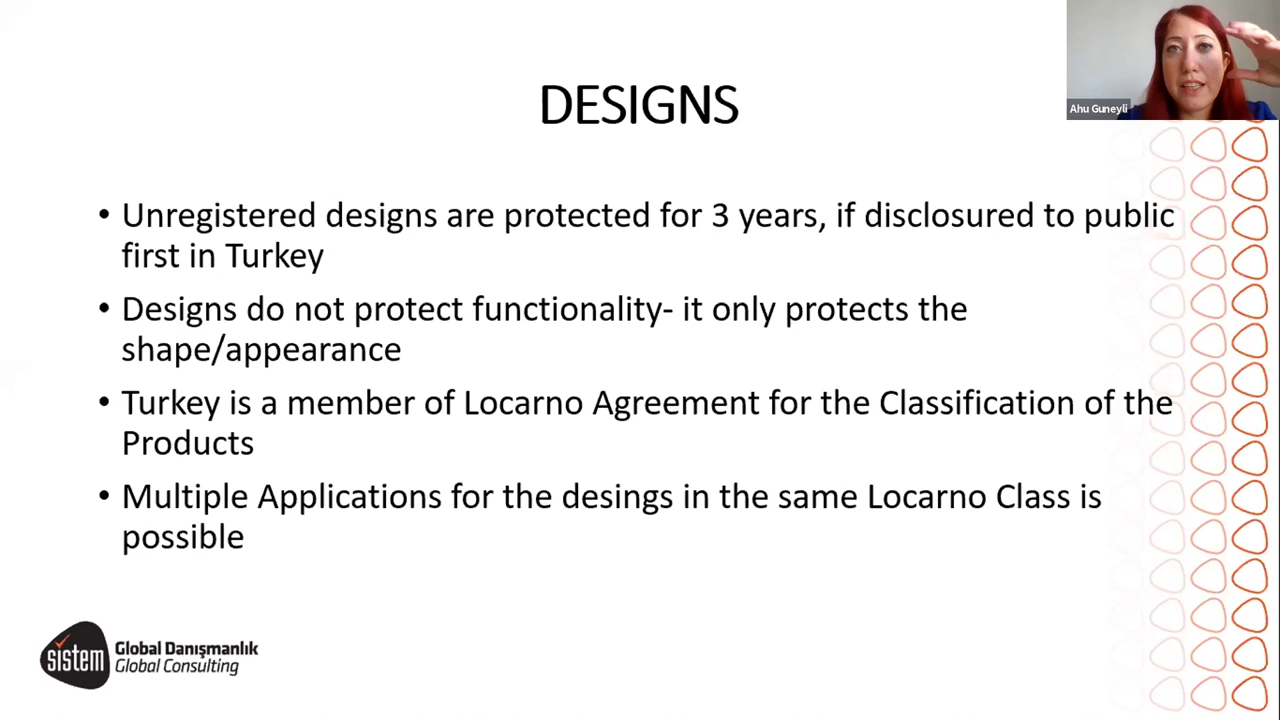 Ahu Guneyli
DESIGNS
• Unregistered designs are protected for 3 years, if disclosured to public
first in Turkey
• Designs do not protect functionality- it only protects the
shape/appearance
• Turkey is a member of Locarno Agreement for the Classification of the
Products
• Multiple Applications for the desings in the same Locarno Class is
possible
sistem
Global Danışmanlık
Global Consulting